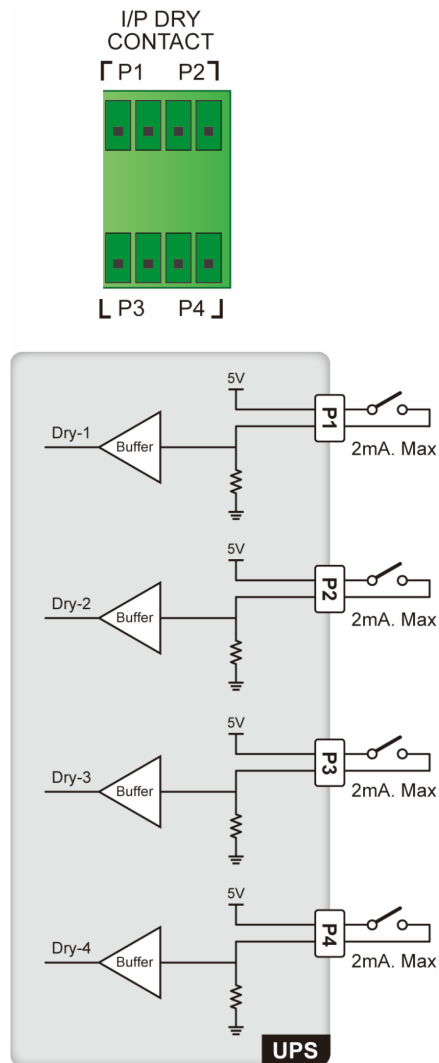 I/P DRY
CONTACT
P1 P2
P3 P4
5V
P1
Dry-1
Buffer
2mA. Max
5V
P2
Dry-2
Buffer
2mA. Max
5V
P3
Dry-3
Buffer
2mA. Max
5V
P4
Dry-4
Buffer
2mA. Max
UPS